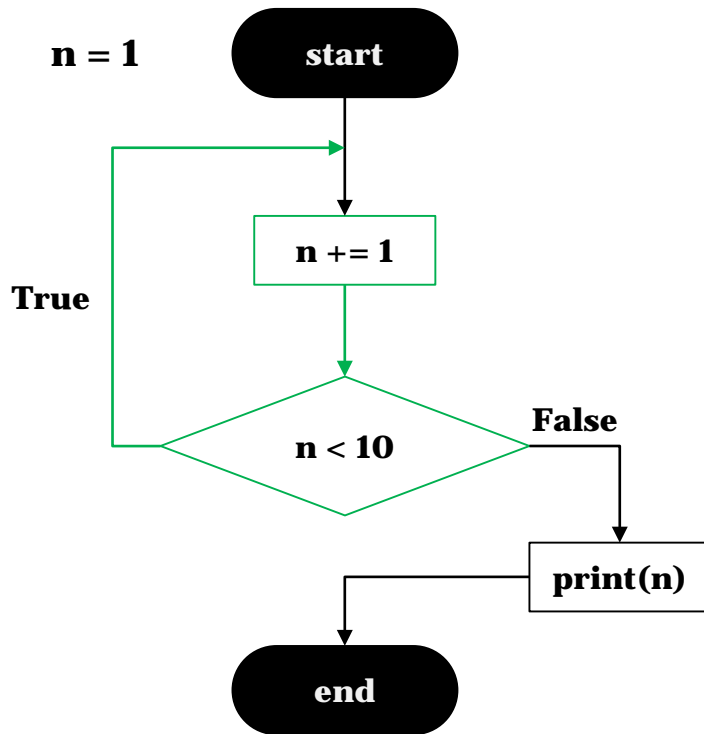 n = 1
start
n += 1
True
n < 10
False
print(n)
end